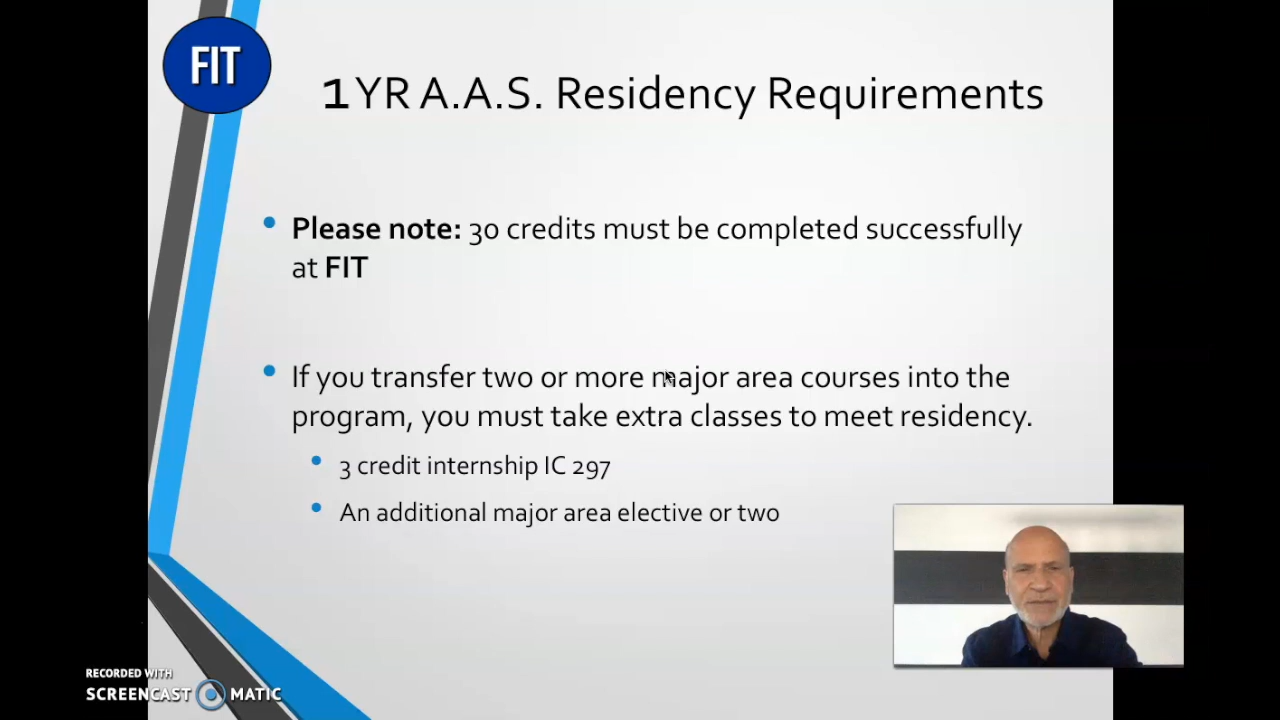 FIT
1 YR A.A.S. Residency Requirements
Please note: 30 credits must be completed successfully
at FIT
If you transfer two or more major area courses into the
program, you must take extra classes to meet residency.
3 credit internship IC 297
An additional major area elective or two
RECORDED WITH
SCREENCAST MATIC